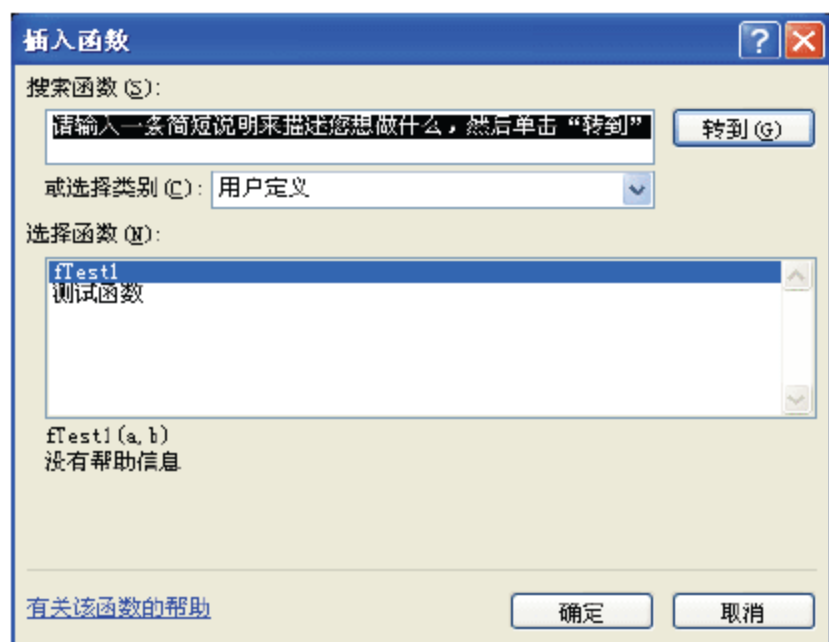 插入函数
搜索函数(S):
请输入一条简短说明来描述您想做什么，然后单击“转到”
转到(G)
或选择类别(C): 用户定义
选择函数(N):
fTest1
测试函数
fTest1(a,b)
没有帮助信息
有关该函数的帮助
确定
取消